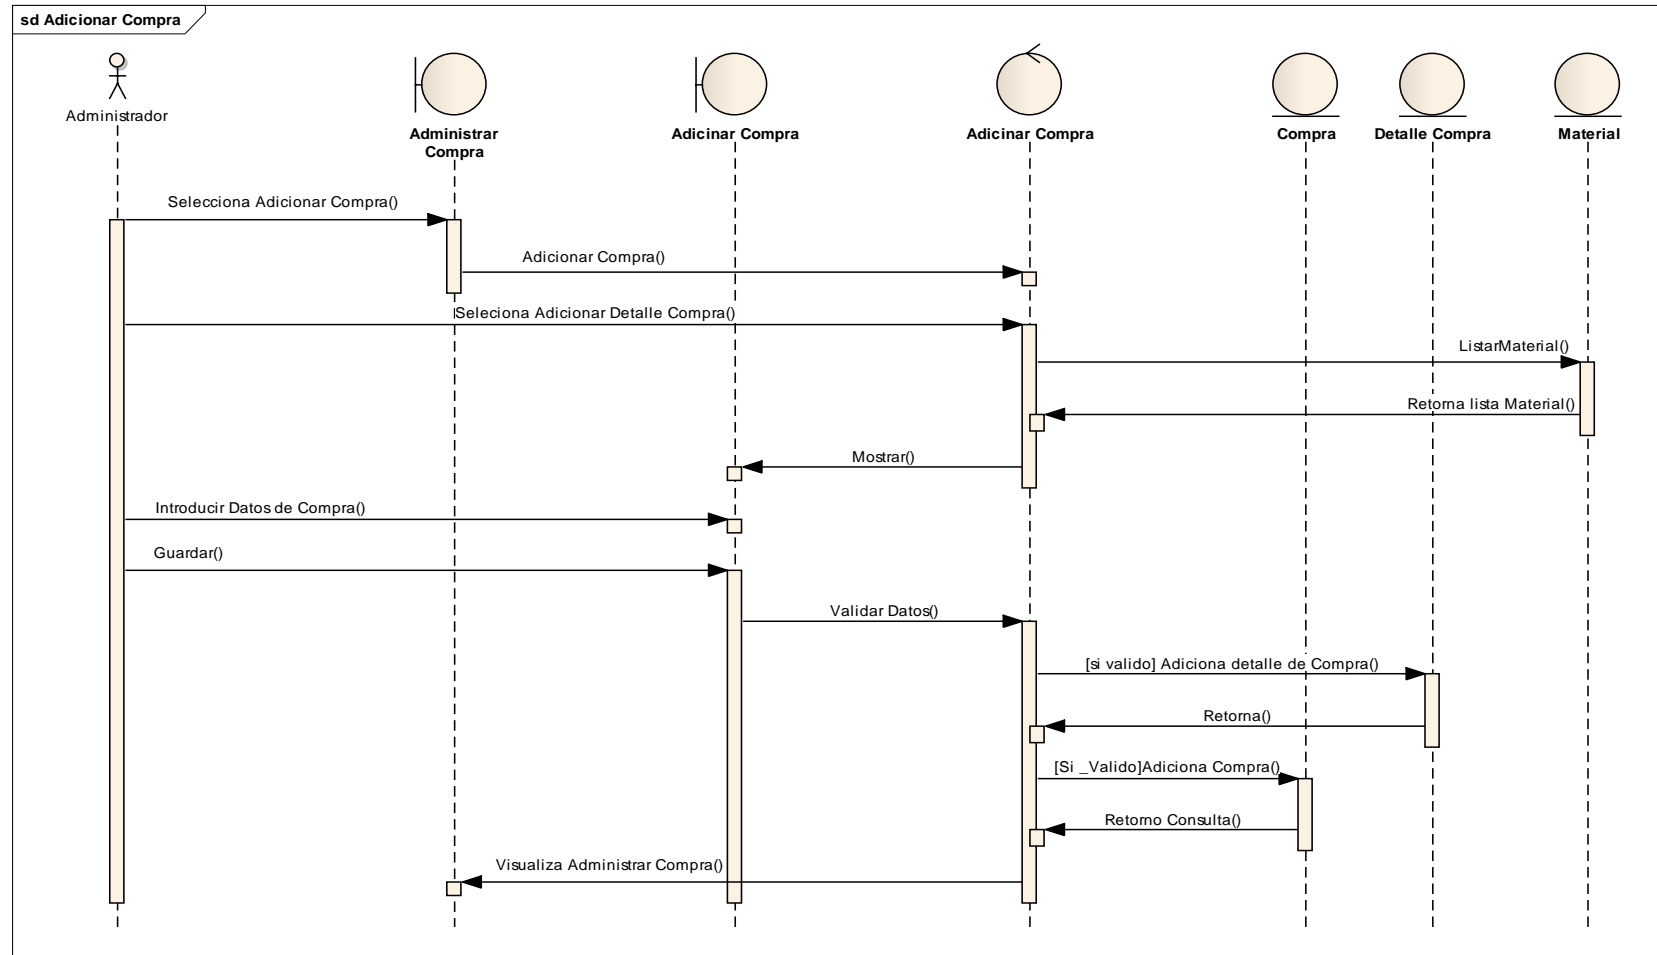 sd Adicionar Compra
Administrador
Administrar
Compra
Adicinar Compra
Adicinar Compra
Compra
Detalle Compra
Material
Selecciona Adicionar Compra()
Adicionar Compra()
Seleciona Adicionar Detalle Compra()
ListarMaterial()
Retorna lista Material()
Mostrar()
Introducir Datos de Compra()
Guardar()
Validar Datos()
[si valido] Adiciona detalle de Compra()
Retorna()
[Si _Valido]Adiciona Compra()
Retorno Consulta()
Visualiza Administrar Compra()